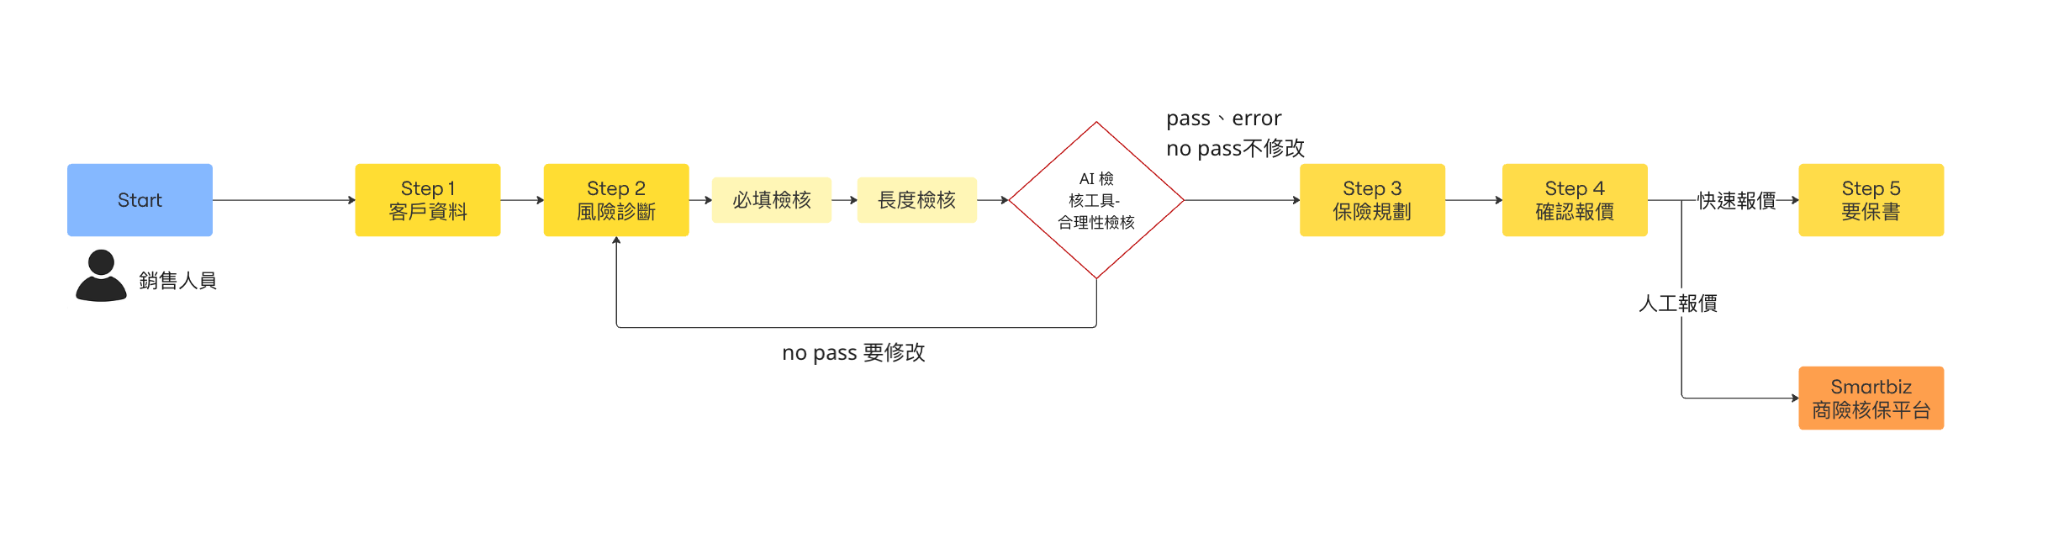 pass、error
no pass不修改
Start
Step 1
客戶資料
Step 2
風險診斷
必填檢核
長度檢核
AI 檢
核工具-
合理性檢核
Step 3
保險規劃
Step 4
確認報價
快速報價
Step 5
要保書
銷售人員
人工報價
no pass 要修改
Smartbiz
商險核保平台